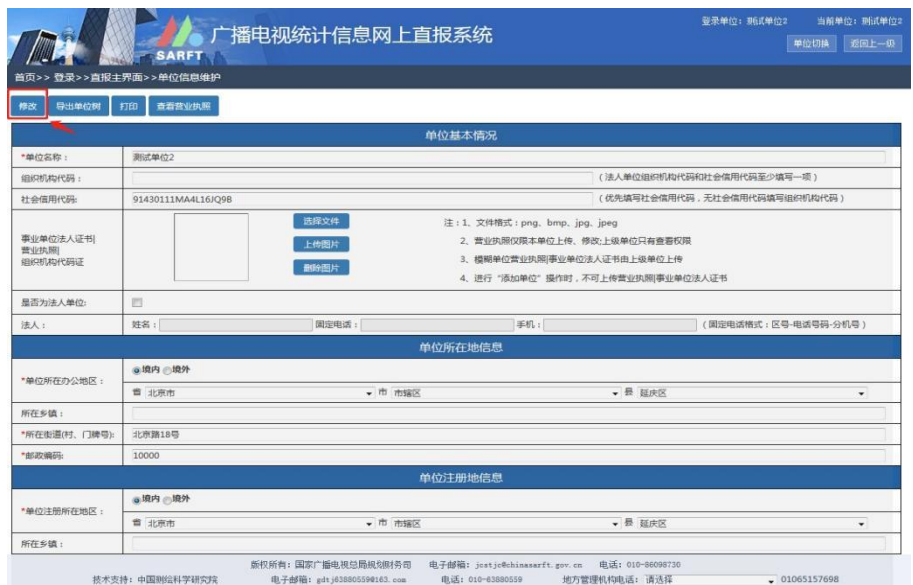 登录单位：测试单位2 当前单位：测试单位2
SARFT
广播电视统计信息网上直报系统
单位切换 返回上一级
首页>> 登录>>直报主界面>>单位信息维护
修改 导出单位树 打印 查看营业执照
单位基本情况
*单位名称： 测试单位2
组织机构代码： （法人单位组织机构代码和社会信用代码至少填写一项）
社会信用代码: 91430111MA4L16JQ9B （优先填写社会信用代码，无社会信用代码填写组织机构代码）
事业单位法人证书|
营业执照|
组织机构代码证
选择文件
上传图片
删除图片
注：1、文件格式：png、bmp、jpg、jpeg
2、营业执照仅限本单位上传、修改;上级单位只有查看权限
3、模糊单位营业执照|事业单位法人证书由上级单位上传
4、进行“添加单位”操作时，不可上传营业执照|事业单位法人证书
是否为法人单位:
法人： 姓名： 固定电话： 手机： （固定电话格式：区号-电话号码-分机号）
单位所在地信息
*单位所在办公地区： 境内 境外
省 北京市 市 市辖区 县 延庆区
所在乡镇：
*所在街道(村、门牌号): 北京路18号
*邮政编码: 10000
单位注册地信息
*单位注册所在地区： 境内 境外
省 北京市 市 市辖区 县 延庆区
所在乡镇：
版权所有：国家广播电视总局规划财务司 电子邮箱：jcstjc@chinasarft.gov.cn 电话：010-86098730
技术支持：中国测绘科学研究院 电子邮箱：gdtj63880559@163.com 电话：010-63880559 地方管理机构电话：请选择 01065157698